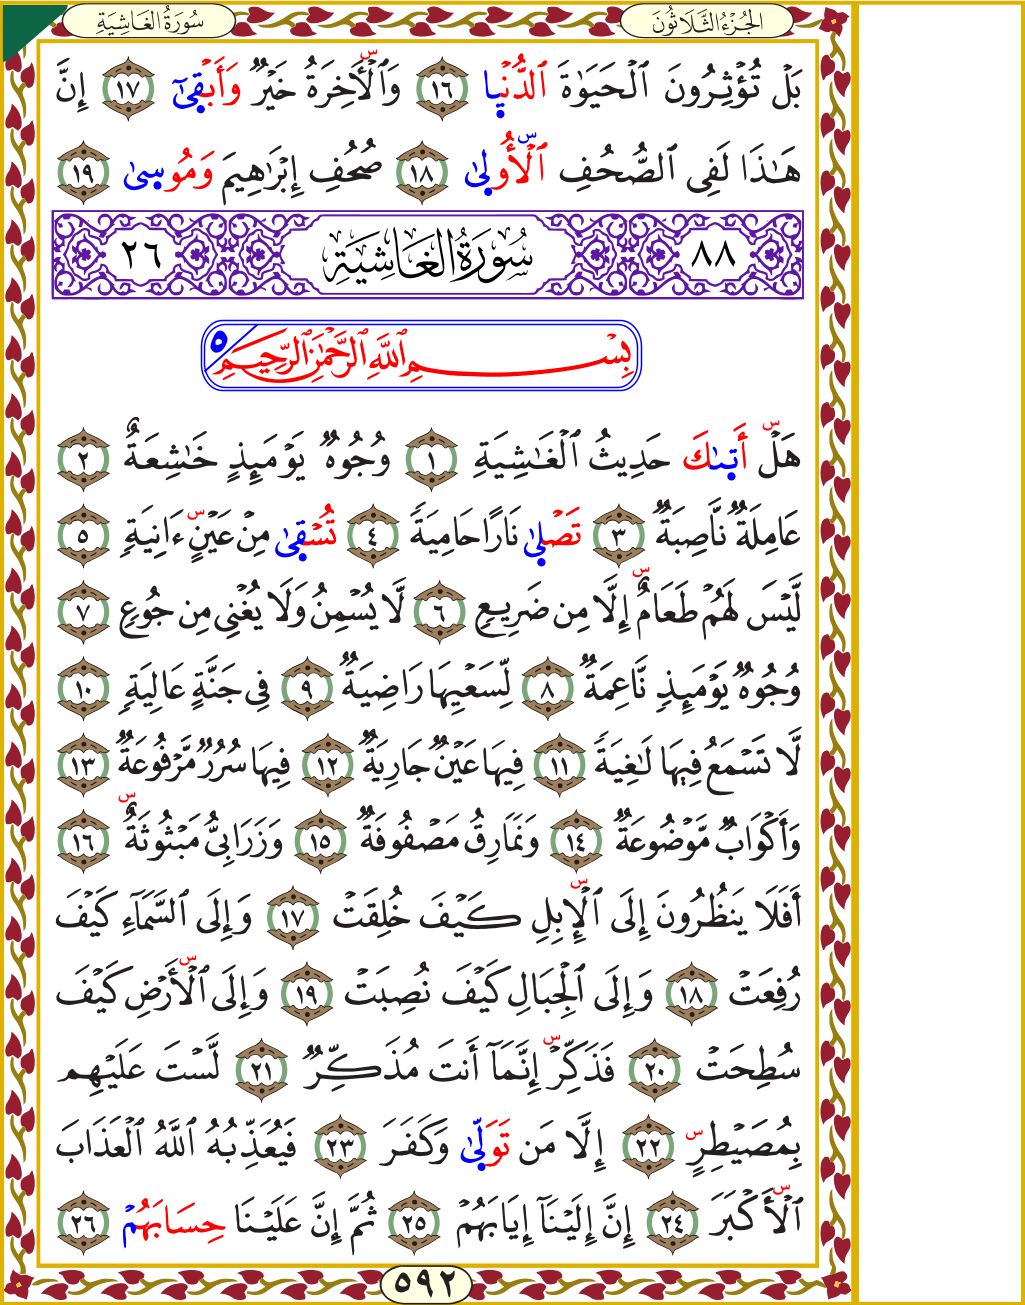 سُورَةُ الغَاشِيَةِ
الجُزْءُ الثَّلَاثُونَ
بَلْ تُؤْثِرُونَ ٱلْحَيَوٰةَ ٱلدُّنْيٜا ١٦ وَٱلْأَخِرَةُ خَيْرٌ وَأَبْقٜىٰٓ ١٧ إِنَّ
هَـٰذَا لَفِى ٱلصُّحُفِ ٱلْأُولٜىٰ ١٨ صُحُفِ إِبْرَٰهِيمَ وَمُوسٜىٰ ١٩
٨٨ سُورَةُ الغَاشِيَةِ ٢٦
بِسْمِ ٱللَّهِ ٱلرَّحْمَٰنِ ٱلرَّحِيمِ ٥
هَلْ أَتٜىٰكَ حَدِيثُ ٱلْغَـٰشِيَةِ ١ وُجُوهٌ يَوْمَئِذٍ خَـٰشِعَةٌ ٢
عَامِلَةٌ نَّاصِبَةٌ ٣ تَصْلٜىٰ نَارًا حَامِيَةً ٤ تُسْقٜىٰ مِنْ عَيْنٍ ءَانِيَةٍ ٥
لَّيْسَ لَهُمْ طَعَامٌ إِلَّا مِن ضَرِيعٍ ٦ لَّا يُسْمِنُ وَلَا يُغْنِى مِن جُوعٍ ٧
وُجُوهٌ يَوْمَئِذٍ نَّاعِمَةٌ ٨ لِّسَعْيِهَا رَاضِيَةٌ ٩ فِى جَنَّةٍ عَالِيَةٍ ١٠
لَّا تَسْمَعُ فِيهَا لَـٰغِيَةً ١١ فِيهَا عَيْنٌ جَارِيَةٌ ١٢ فِيهَا سُرُرٌ مَّرْفُوعَةٌ ١٣
وَأَكْوَابٌ مَّوْضُوعَةٌ ١٤ وَنَمَارِقُ مَصْفُوفَةٌ ١٥ وَزَرَابِىُّ مَبْثُوثَةٌ ١٦
أَفَلَا يَنظُرُونَ إِلَى ٱلْإِبِلِ كَيْفَ خُلِقَتْ ١٧ وَإِلَى ٱلسَّمَآءِ كَيْفَ
رُفِعَتْ ١٨ وَإِلَى ٱلْجِبَالِ كَيْفَ نُصِبَتْ ١٩ وَإِلَى ٱلْأَرْضِ كَيْفَ
سُطِحَتْ ٢٠ فَذَكِّرْ إِنَّمَآ أَنتَ مُذَكِّرٌ ٢١ لَّسْتَ عَلَيْهِم
بِمُصَيْطِرٍ ٢٢ إِلَّا مَن تَوَلّٜىٰ وَكَفَرَ ٢٣ فَيُعَذِّبُهُ ٱللَّهُ ٱلْعَذَابَ
ٱلْأَكْبَرَ ٢٤ إِنَّ إِلَيْنَآ إِيَابَهُمْ ٢٥ ثُمَّ إِنَّ عَلَيْنَا حِسَابَهُمْ ٢٦
٥٩٢